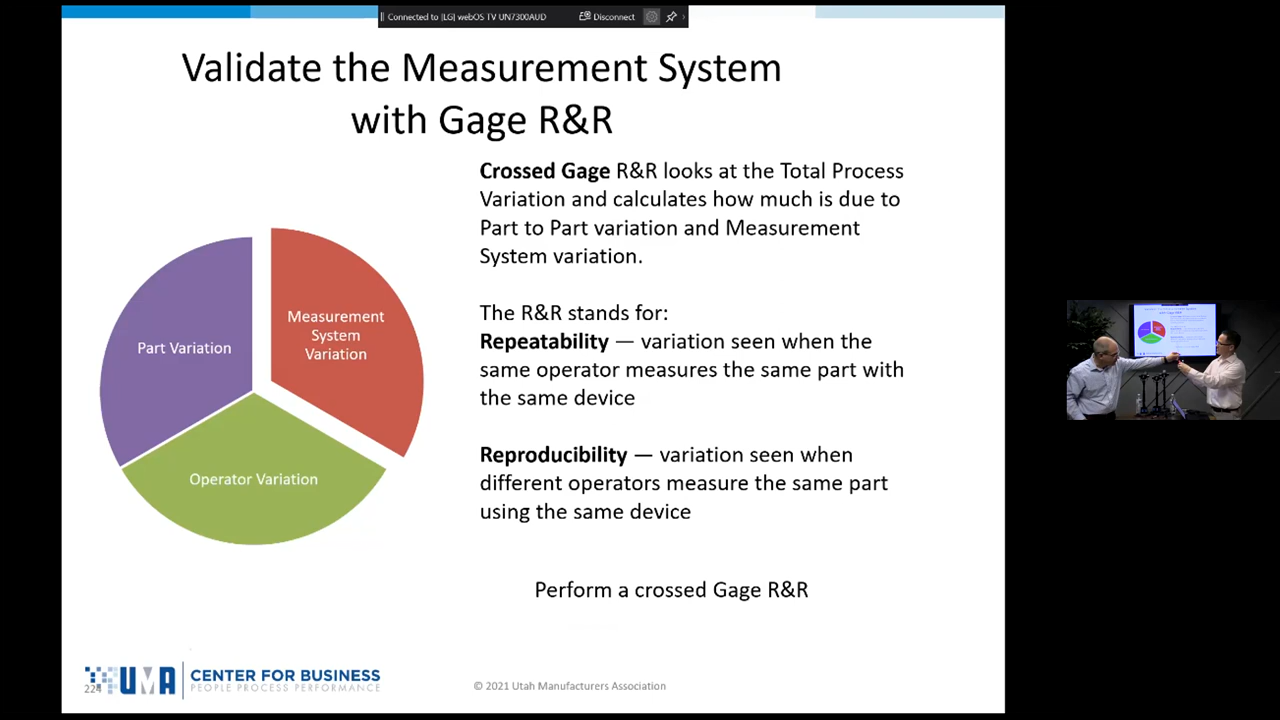 Connected to [LG] webOS TV UN7300AUD
Disconnect
Validate the Measurement System
with Gage R&R
Crossed Gage R&R looks at the Total Process
Variation and calculates how much is due to
Part to Part variation and Measurement
System variation.
The R&R stands for:
Repeatability — variation seen when the
same operator measures the same part with
the same device
Reproducibility — variation seen when
different operators measure the same part
using the same device
Perform a crossed Gage R&R
Part Variation
Measurement
System
Variation
Operator Variation
224
UMA
CENTER FOR BUSINESS
PEOPLE PROCESS PERFORMANCE
© 2021 Utah Manufacturers Association